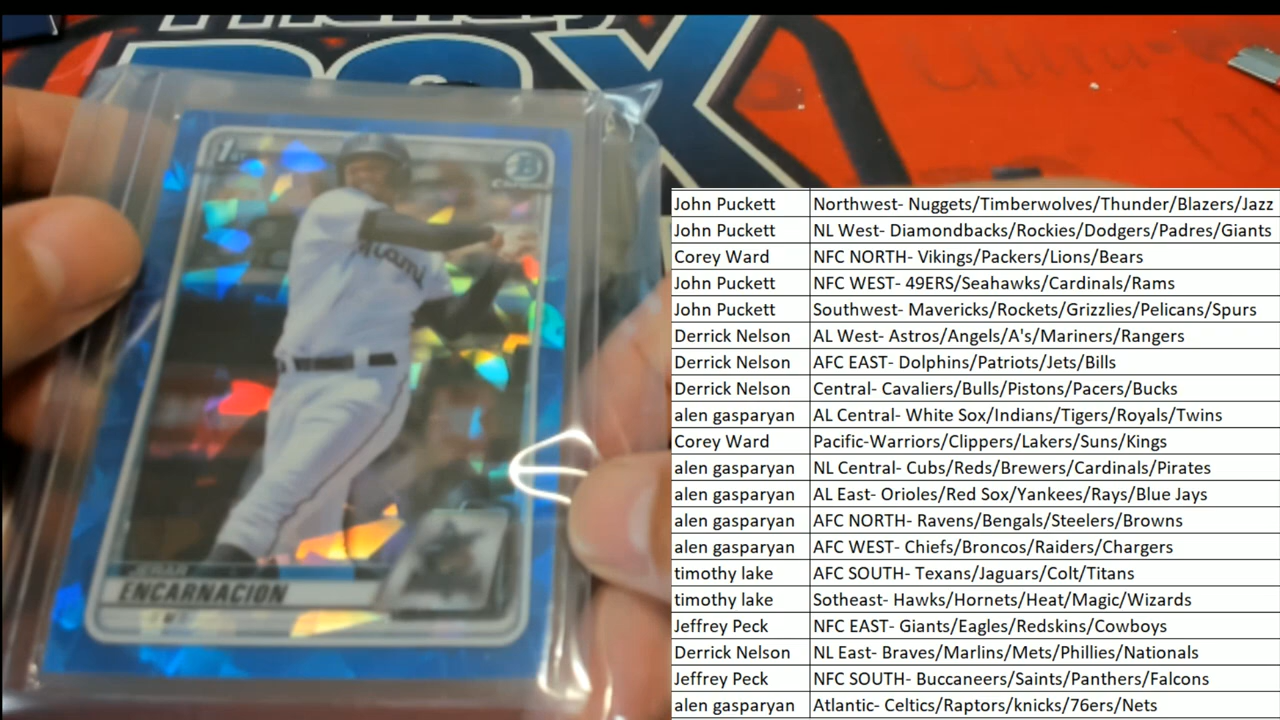 BOX
1st
B
CHROME
Miami
JERAR
ENCARNACION
John Puckett Northwest- Nuggets/Timberwolves/Thunder/Blazers/Jazz
John Puckett NL West- Diamondbacks/Rockies/Dodgers/Padres/Giants
Corey Ward NFC NORTH- Vikings/Packers/Lions/Bears
John Puckett NFC WEST- 49ERS/Seahawks/Cardinals/Rams
John Puckett Southwest- Mavericks/Rockets/Grizzlies/Pelicans/Spurs
Derrick Nelson AL West- Astros/Angels/A's/Mariners/Rangers
Derrick Nelson AFC EAST- Dolphins/Patriots/Jets/Bills
Derrick Nelson Central- Cavaliers/Bulls/Pistons/Pacers/Bucks
alen gasparyan AL Central- White Sox/Indians/Tigers/Royals/Twins
Corey Ward Pacific-Warriors/Clippers/Lakers/Suns/Kings
alen gasparyan NL Central- Cubs/Reds/Brewers/Cardinals/Pirates
alen gasparyan AL East- Orioles/Red Sox/Yankees/Rays/Blue Jays
alen gasparyan AFC NORTH- Ravens/Bengals/Steelers/Browns
alen gasparyan AFC WEST- Chiefs/Broncos/Raiders/Chargers
timothy lake AFC SOUTH- Texans/Jaguars/Colt/Titans
timothy lake Sotheast- Hawks/Hornets/Heat/Magic/Wizards
Jeffrey Peck NFC EAST- Giants/Eagles/Redskins/Cowboys
Derrick Nelson NL East- Braves/Marlins/Mets/Phillies/Nationals
Jeffrey Peck NFC SOUTH- Buccaneers/Saints/Panthers/Falcons
alen gasparyan Atlantic- Celtics/Raptors/knicks/76ers/Nets